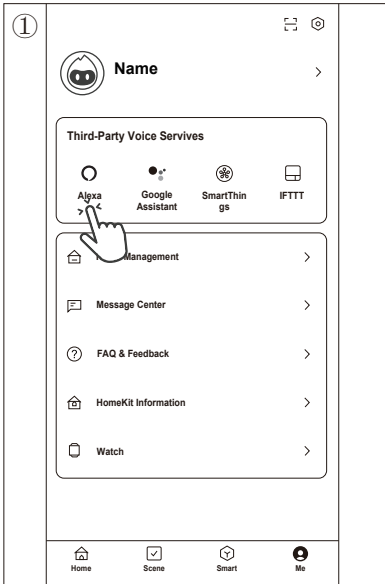 ①
Name
Third-Party Voice Servives
Alexa
Google Assistant
SmartThin gs
IFTTT
Management
Message Center
FAQ & Feedback
HomeKit Information
Watch
Home
Scene
Smart
Me